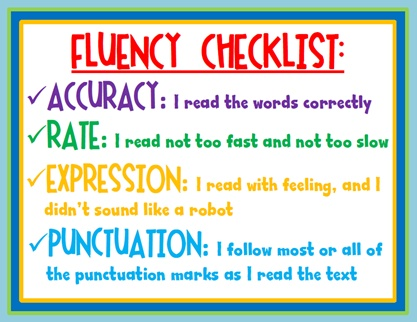 FLUENCY CHECKLIST:
✓ACCURACY: I read the words correctly
✓RATE: I read not too fast and not too slow
✓EXPRESSION: I read with feeling, and I
didn't sound like a robot
✓PUNCTUATION: I follow most or all of
the punctuation marks as I read the text